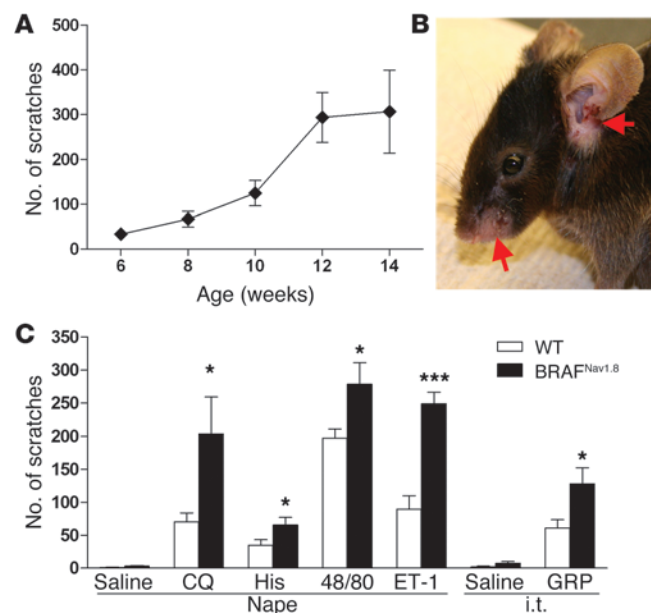 A
B
500
400
300
200
100
0
No. of scratches
6 8 10 12 14
Age (weeks)
C
350
300
250
200
150
100
50
0
No. of scratches
WT
BRAFNav1.8
* * * *** *
Saline CQ His 48/80 ET-1 Saline GRP
Nape i.t.